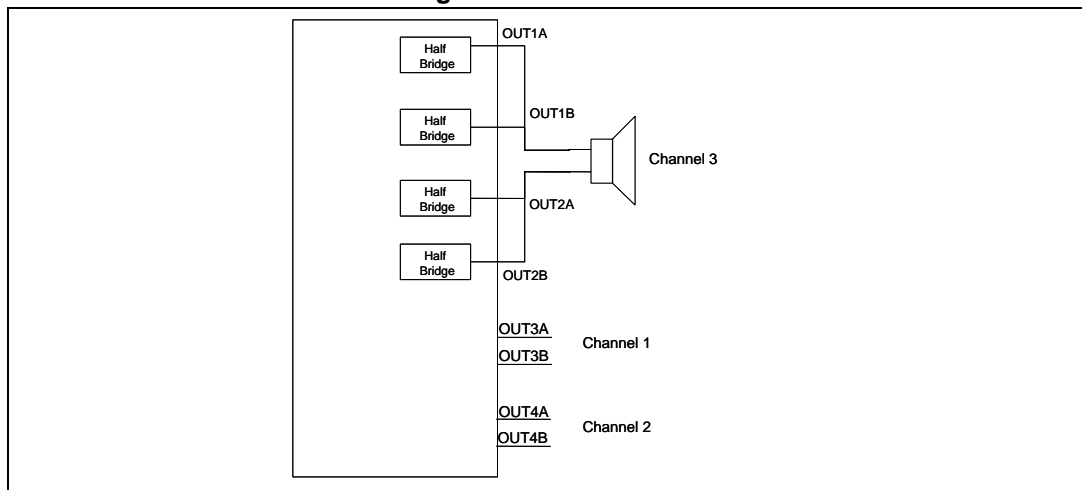 OUT1A
Half
Bridge
OUT1B
Half
Bridge
Channel 3
Half
Bridge
OUT2A
Half
Bridge
OUT2B
OUT3A
Channel 1
OUT3B
OUT4A
Channel 2
OUT4B